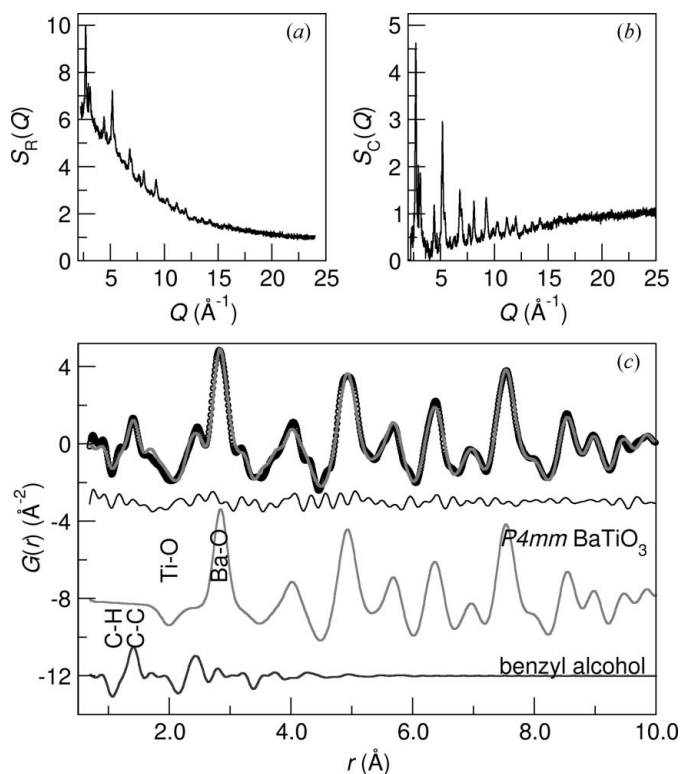 (a)
10
8
6
4
2
0
S_R(Q)
5 10 15 20 25
Q (Å⁻¹)
(b)
5
4
3
2
1
0
S_C(Q)
5 10 15 20 25
Q (Å⁻¹)
(c)
4
0
-4
-8
-12
G(r) (Å⁻²)
Ti-O
Ba-O
P4mm BaTiO₃
C-H
C-C
benzyl alcohol
2.0 4.0 6.0 8.0 10.0
r (Å)